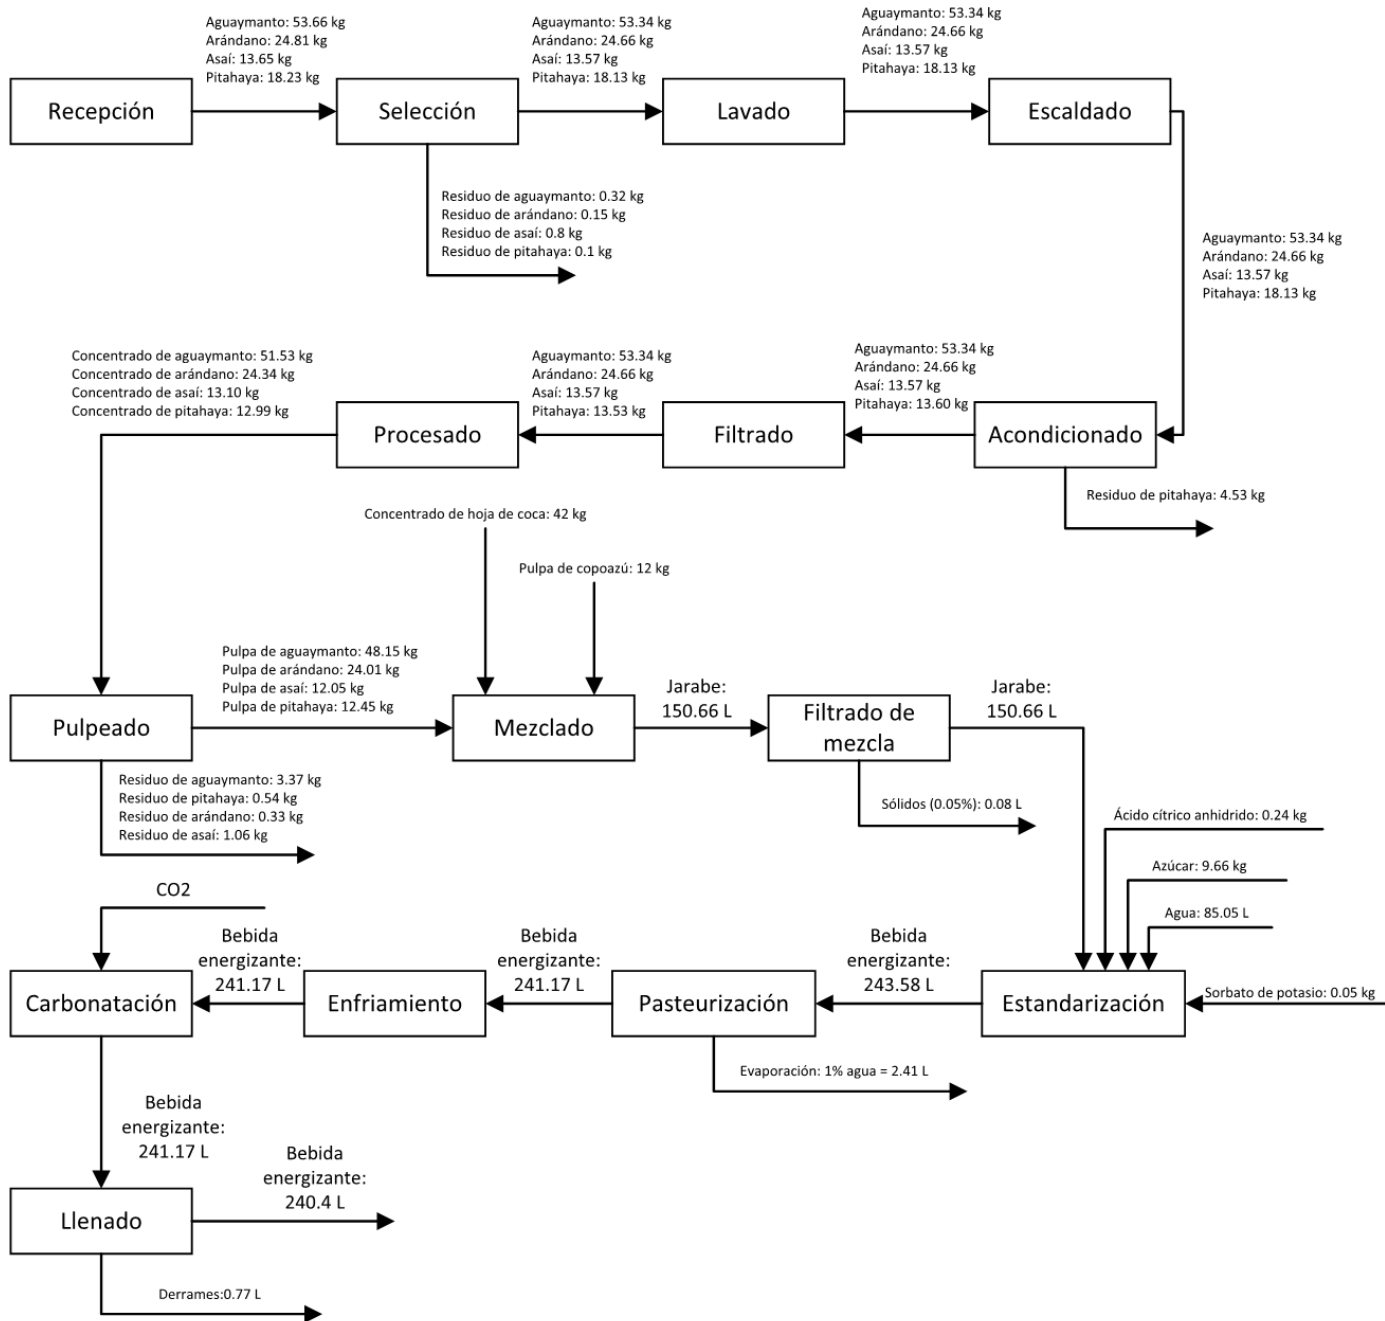 Aguaymanto: 53.66 kg
Arándano: 24.81 kg
Asaí: 13.65 kg
Pitahaya: 18.23 kg
Aguaymanto: 53.34 kg
Arándano: 24.66 kg
Asaí: 13.57 kg
Pitahaya: 18.13 kg
Aguaymanto: 53.34 kg
Arándano: 24.66 kg
Asaí: 13.57 kg
Pitahaya: 18.13 kg
Recepción
Selección
Lavado
Escaldado
Residuo de aguaymanto: 0.32 kg
Residuo de arándano: 0.15 kg
Residuo de asaí: 0.8 kg
Residuo de pitahaya: 0.1 kg
Aguaymanto: 53.34 kg
Arándano: 24.66 kg
Asaí: 13.57 kg
Pitahaya: 18.13 kg
Concentrado de aguaymanto: 51.53 kg
Concentrado de arándano: 24.34 kg
Concentrado de asaí: 13.10 kg
Concentrado de pitahaya: 12.99 kg
Aguaymanto: 53.34 kg
Arándano: 24.66 kg
Asaí: 13.57 kg
Pitahaya: 13.53 kg
Aguaymanto: 53.34 kg
Arándano: 24.66 kg
Asaí: 13.57 kg
Pitahaya: 13.60 kg
Procesado
Filtrado
Acondicionado
Residuo de pitahaya: 4.53 kg
Concentrado de hoja de coca: 42 kg
Pulpa de copoazú: 12 kg
Pulpa de aguaymanto: 48.15 kg
Pulpa de arándano: 24.01 kg
Pulpa de asaí: 12.05 kg
Pulpa de pitahaya: 12.45 kg
Jarabe:
150.66 L
Jarabe:
150.66 L
Pulpeado
Mezclado
Filtrado de
mezcla
Residuo de aguaymanto: 3.37 kg
Residuo de pitahaya: 0.54 kg
Residuo de arándano: 0.33 kg
Residuo de asaí: 1.06 kg
Sólidos (0.05%): 0.08 L
Ácido cítrico anhidrido: 0.24 kg
Azúcar: 9.66 kg
Agua: 85.05 L
Sorbato de potasio: 0.05 kg
CO2
Bebida
energizante:
241.17 L
Bebida
energizante:
241.17 L
Bebida
energizante:
243.58 L
Carbonatación
Enfriamiento
Pasteurización
Estandarización
Evaporación: 1% agua = 2.41 L
Bebida
energizante:
241.17 L
Bebida
energizante:
240.4 L
Llenado
Derrames:0.77 L